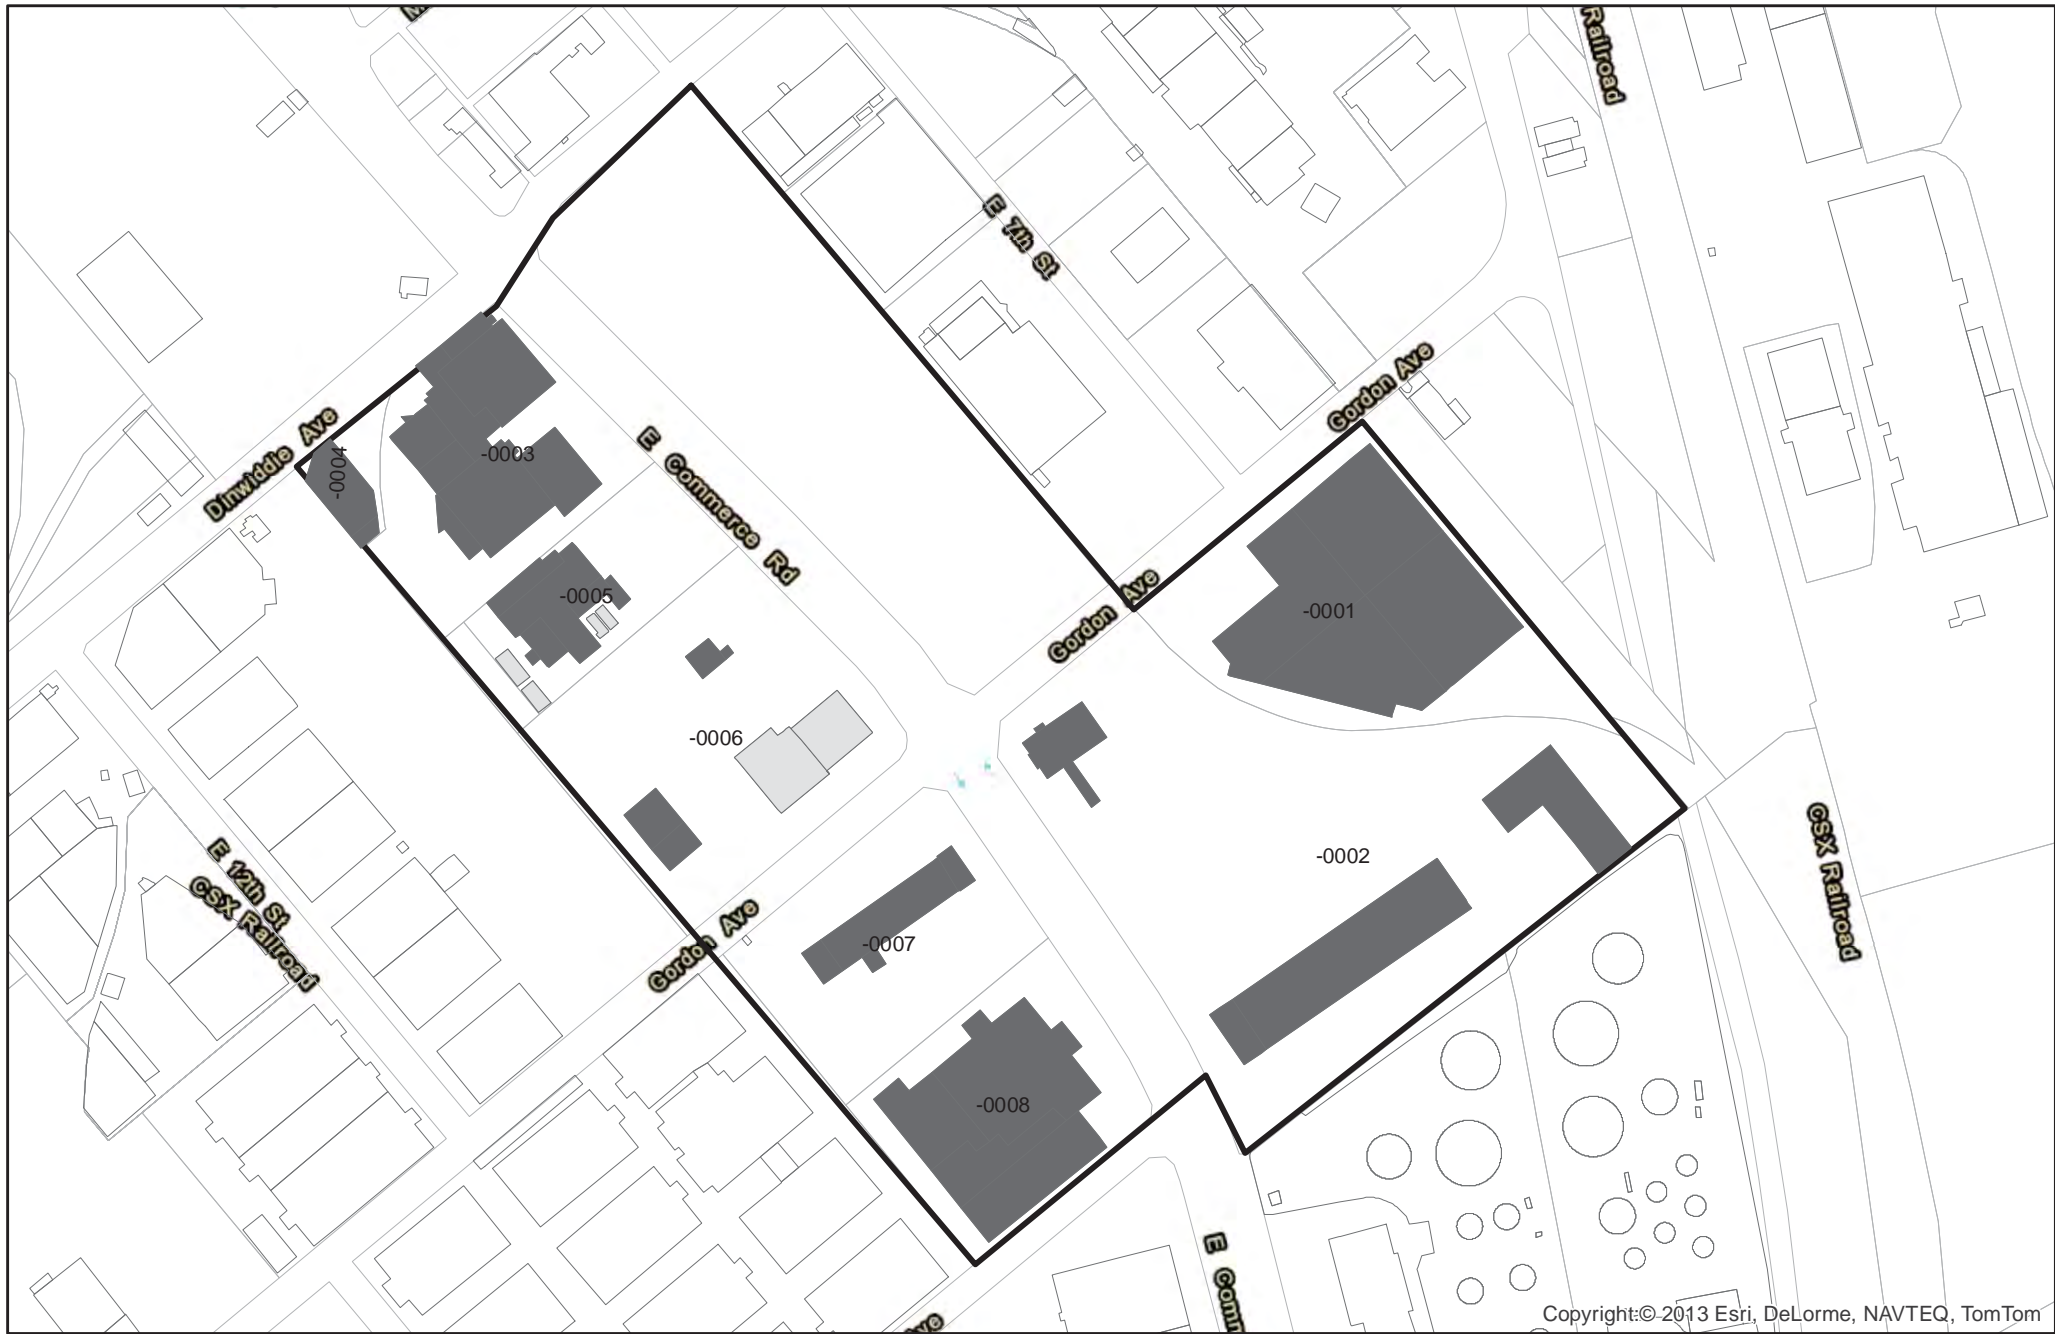 Railroad
E 7th St
Gordon Ave
Dinwiddie Ave
-0004
-0003
E Commerce Rd
-0005
Gordon Ave
-0001
-0006
-0002
E 12th St
CSX Railroad
CSX Railroad
Gordon Ave
-0007
-0008
E Comm
Copyright:© 2013 Esri, DeLorme, NAVTEQ, TomTom